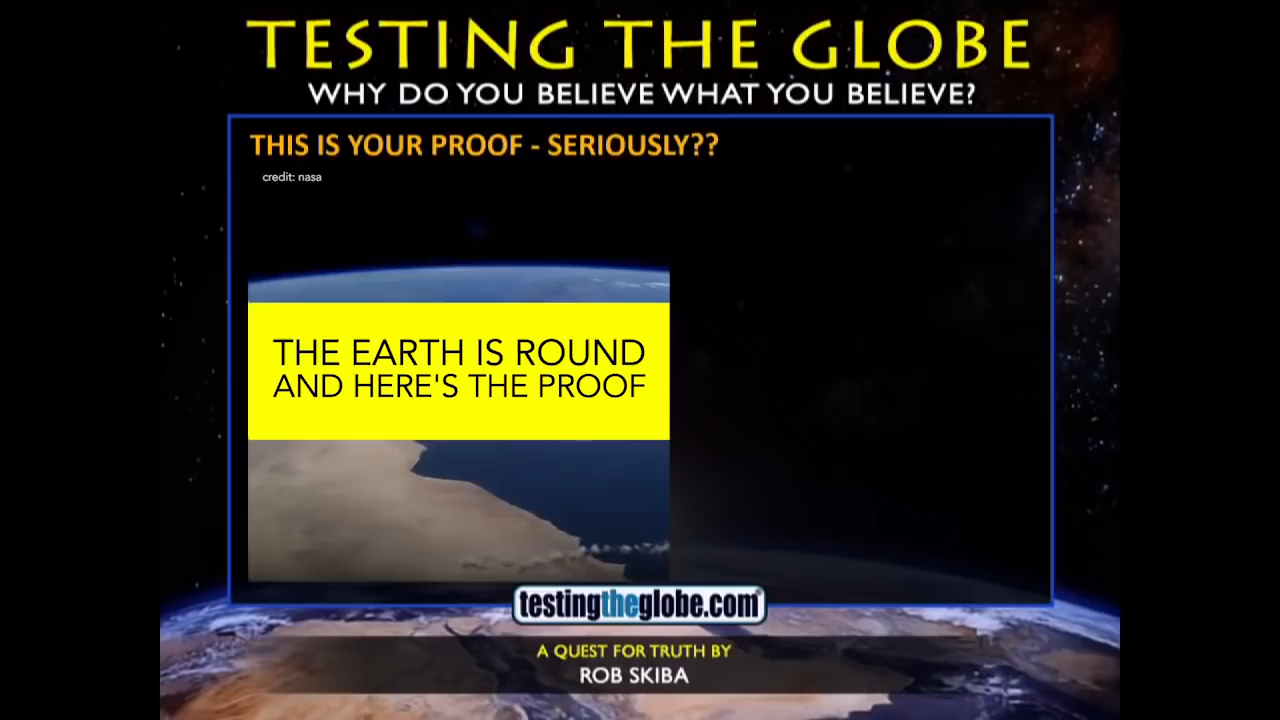 TESTING THE GLOBE
WHY DO YOU BELIEVE WHAT YOU BELIEVE?
THIS IS YOUR PROOF - SERIOUSLY??
credit: nasa
THE EARTH IS ROUND
AND HERE'S THE PROOF
testingtheglobe.com
A QUEST FOR TRUTH BY
ROB SKIBA